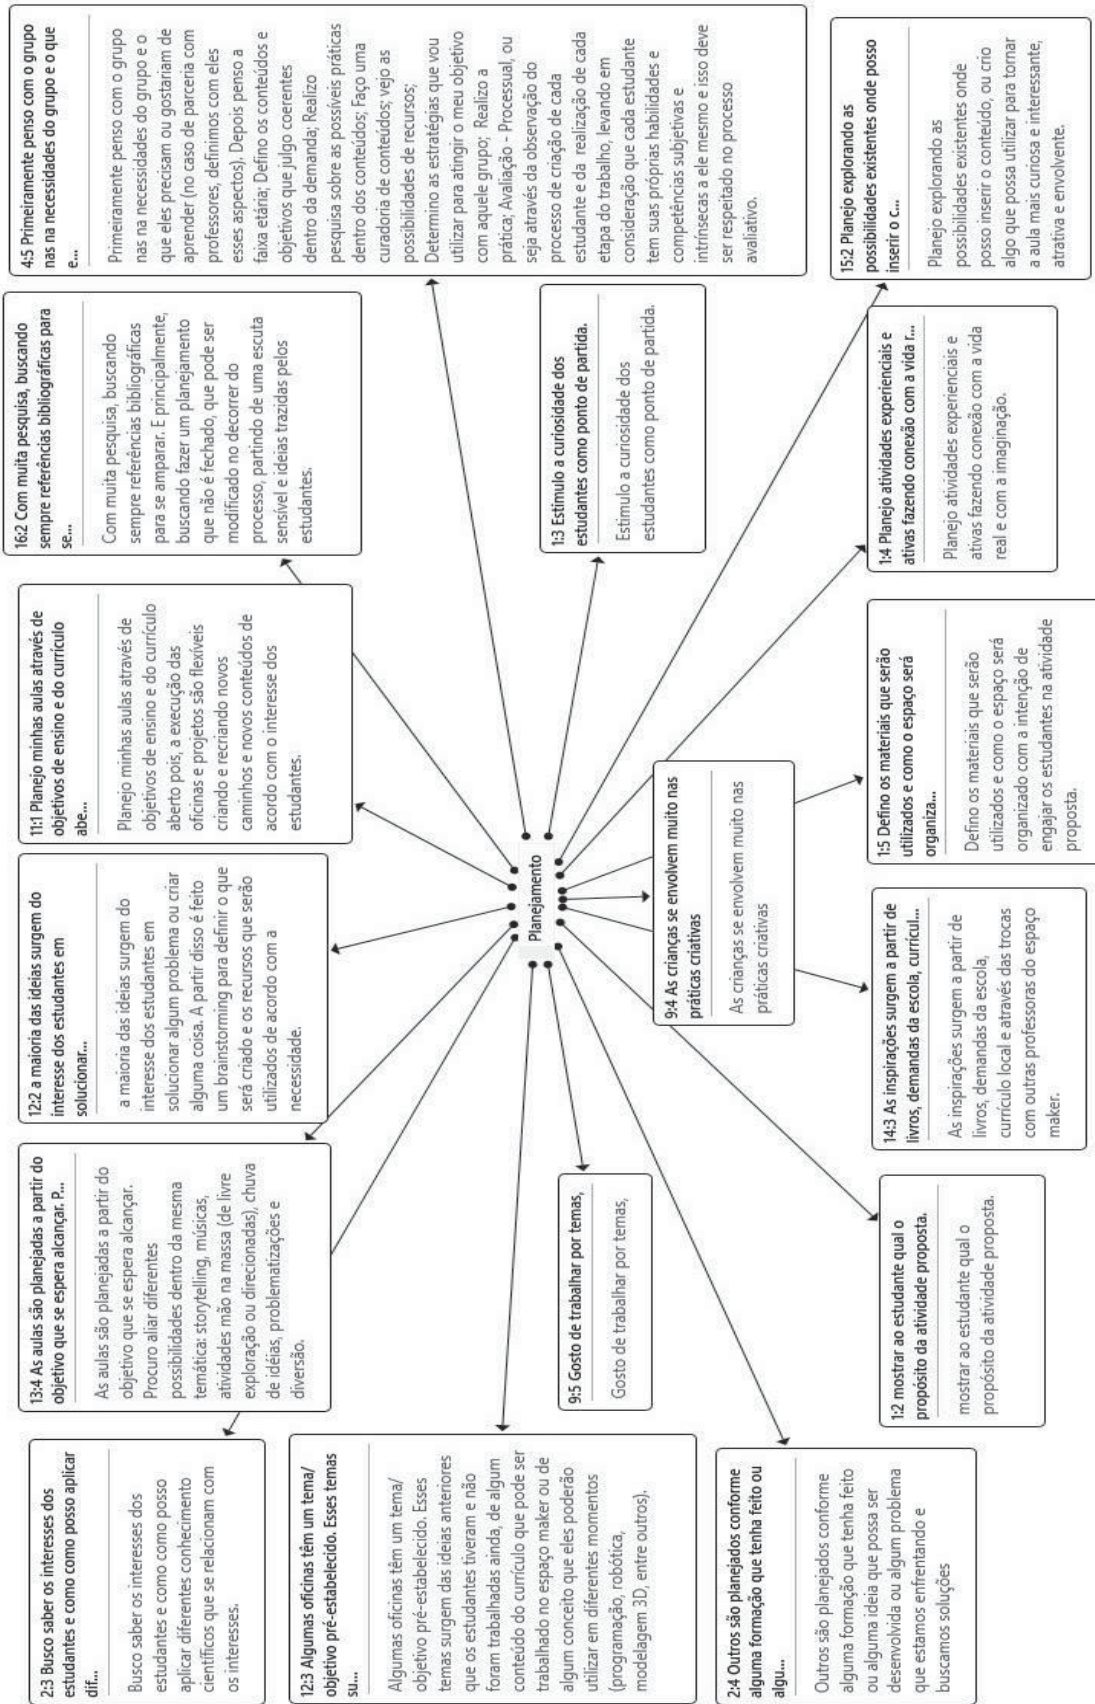 2:3 Busco saber os interesses dos
estudantes e como posso aplicar
dif...
Busco saber os interesses dos
estudantes e como posso
aplicar diferentes conhecimento
científicos que se relacionam com
os interesses.
13:4 As aulas são planejadas a partir do
objetivo que se espera alcançar. P...
As aulas são planejadas a partir do
objetivo que se espera alcançar.
Procuro aliar diferentes
possibilidades dentro da mesma
temática: storytelling, músicas,
atividades mão na massa (de livre
exploração ou direcionadas), chuva
de idéias, problematizações e
diversão.
12:2 a maioria das ideias surgem do
interesse dos estudantes em
solucionar...
a maioria das ideias surgem do
interesse dos estudantes em
solucionar algum problema ou criar
alguma coisa. A partir disso é feito
um brainstorming para definir o que
será criado e os recursos que serão
utilizados de acordo com a
necessidade.
11:1 Planejo minhas aulas através de
objetivos de ensino e do currículo
abe...
Planejo minhas aulas através de
objetivos de ensino e do currículo
aberto pois, a execução das
oficinas e projetos são flexíveis
criando e recriando novos
caminhos e novos conteúdos de
acordo com o interesse dos
estudantes.
16:2 Com muita pesquisa, buscando
sempre referências bibliográficas para
se...
Com muita pesquisa, buscando
sempre referências bibliográficas
para se amparar. E principalmente,
buscando fazer um planejamento
que não é fechado, que pode ser
modificado no decorrer do
processo, partindo de uma escuta
sensível e ideias trazidas pelos
estudantes.
4:5 Primeiramente penso com o grupo
nas na necessidades do grupo e o que
e...
Primeiramente penso com o grupo
nas na necessidades do grupo e o
que eles precisam ou gostariam de
aprender (no caso de parceria com
professores, definimos com eles
esses aspectos). Depois penso a
faixa etária; Defino os conteúdos e
objetivos que julgo coerentes
dentro da demanda; Realizo
pesquisa sobre as possíveis práticas
dentro dos conteúdos; Faço uma
curadoria de conteúdos; vejo as
possibilidades de recursos;
Determino as estratégias que vou
utilizar para atingir o meu objetivo
com aquele grupo; Realizo a
prática; Avaliação - Processual, ou
seja através da observação do
processo de criação de cada
estudante e da realização de cada
etapa do trabalho, levando em
consideração que cada estudante
tem suas próprias habilidades e
competências subjetivas e
intrínsecas a ele mesmo e isso deve
ser respeitado no processo
avaliativo.
12:3 Algumas oficinas têm um tema/
objetivo pré-estabelecido. Esses temas
su...
Algumas oficinas têm um tema/
objetivo pré-estabelecido. Esses
temas surgem das ideias anteriores
que os estudantes tiveram e não
foram trabalhadas ainda, de algum
conteúdo do currículo que pode ser
trabalhado no espaço maker ou de
algum conceito que eles poderão
utilizar em diferentes momentos
(programação, robótica,
modelagem 3D, entre outros).
Planejamento
1:3 Estimulo a curiosidade dos
estudantes como ponto de partida.
Estimulo a curiosidade dos
estudantes como ponto de partida.
9:5 Gosto de trabalhar por temas,
Gosto de trabalhar por temas,
9:4 As crianças se envolvem muito nas
práticas criativas
As crianças se envolvem muito nas
práticas criativas
2:4 Outros são planejados conforme
alguma formação que tenha feito ou
algu...
Outros são planejados conforme
alguma formação que tenha feito
ou alguma ideia que possa ser
desenvolvida ou algum problema
que estamos enfrentando e
buscamos soluções
1:2 mostrar ao estudante qual o
propósito da atividade proposta.
mostrar ao estudante qual o
propósito da atividade proposta.
14:3 As inspirações surgem a partir de
livros, demandas da escola, currícul...
As inspirações surgem a partir de
livros, demandas da escola,
currículo local e através das trocas
com outras professoras do espaço
maker.
1:5 Defino os materiais que serão
utilizados e como o espaço será
organiza...
Defino os materiais que serão
utilizados e como o espaço será
organizado com a intenção de
engajar os estudantes na atividade
proposta.
1:4 Planejo atividades experienciais e
ativas fazendo conexão com a vida r...
Planejo atividades experienciais e
ativas fazendo conexão com a vida
real e com a imaginação.
15:2 Planejo explorando as
possibilidades existentes onde posso
inserir o c...
Planejo explorando as
possibilidades existentes onde
posso inserir o conteúdo, ou crio
algo que possa utilizar para tornar
a aula mais curiosa e interessante,
atrativa e envolvente.